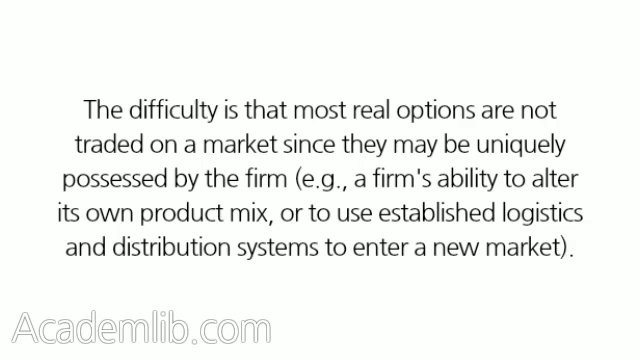 The difficulty is that most real options are not
traded on a market since they may be uniquely
possessed by the firm (e.g., a firm's ability to alter
its own product mix, or to use established logistics
and distribution systems to enter a new market).
Academlib.com